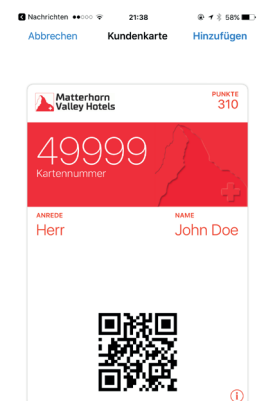 Nachrichten 21:38 58%
Abbrechen Kundenkarte Hinzufügen
Matterhorn
Valley Hotels
PUNKTE
310
49999
Kartennummer
ANREDE NAME
Herr John Doe